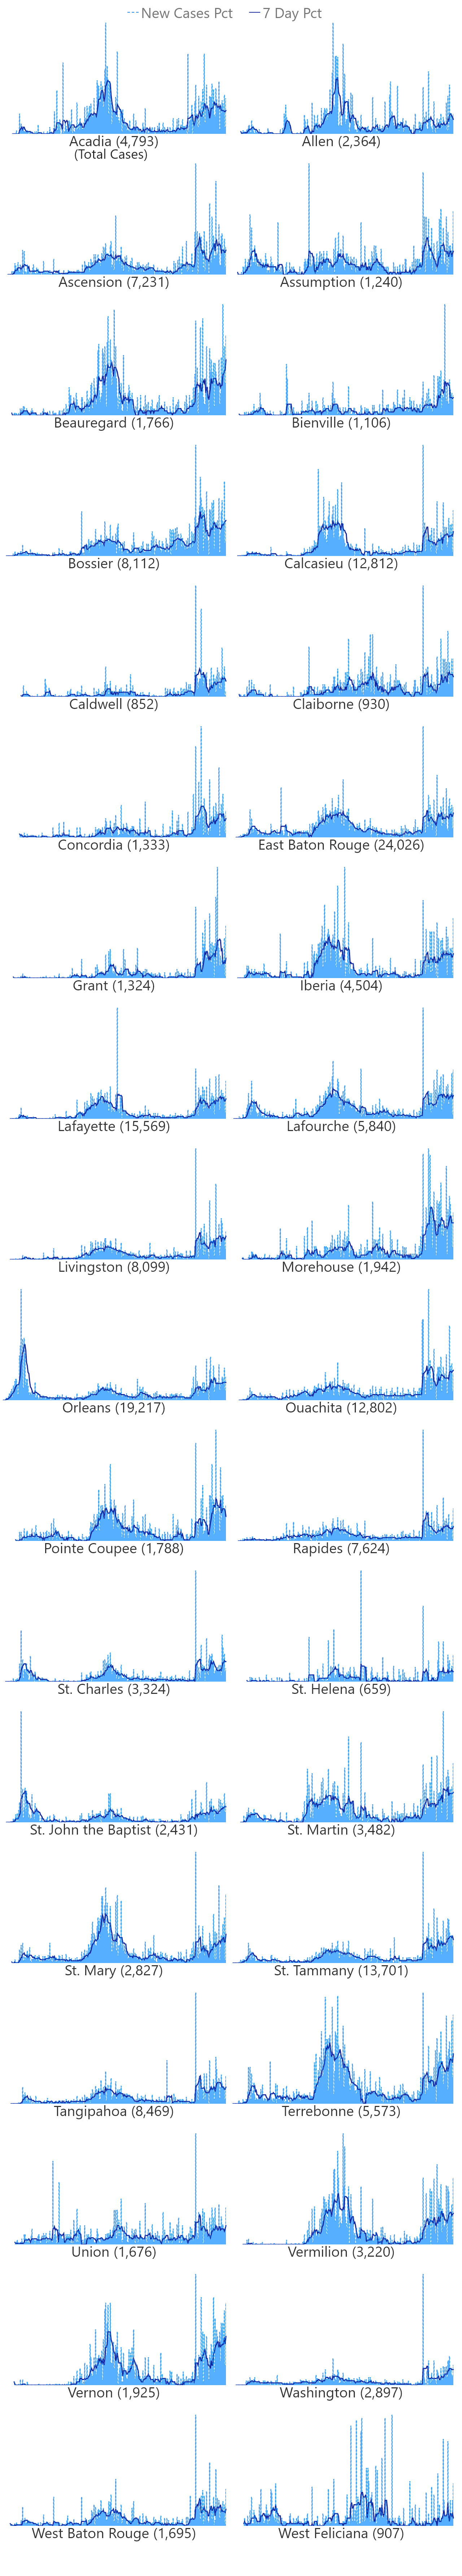 New Cases Pct 7 Day Pct
Acadia (4,793) Allen (2,364)
(Total Cases)
Ascension (7,231) Assumption (1,240)
Beauregard (1,766) Bienville (1,106)
Bossier (8,112) Calcasieu (12,812)
Caldwell (852) Claiborne (930)
Concordia (1,333) East Baton Rouge (24,026)
Grant (1,324) Iberia (4,504)
Lafayette (15,569) Lafourche (5,840)
Livingston (8,099) Morehouse (1,942)
Orleans (19,217) Ouachita (12,802)
Pointe Coupee (1,788) Rapides (7,624)
St. Charles (3,324) St. Helena (659)
St. John the Baptist (2,431) St. Martin (3,482)
St. Mary (2,827) St. Tammany (13,701)
Tangipahoa (8,469) Terrebonne (5,573)
Union (1,676) Vermilion (3,220)
Vernon (1,925) Washington (2,897)
West Baton Rouge (1,695) West Feliciana (907)